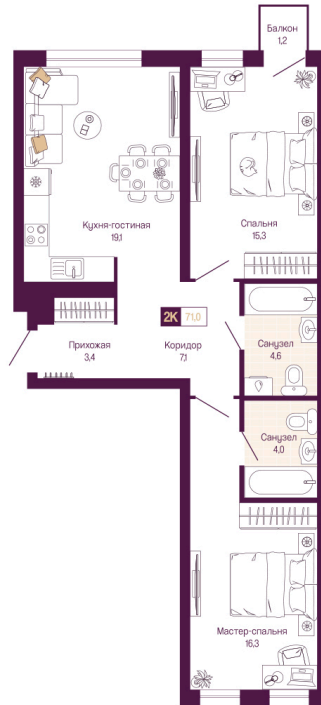 Балкон
1,2
Кухня-гостиная
19,1
Спальня
15,3
2К
71,0
Прихожая
3,4
Коридор
7,1
Санузел
4,6
Санузел
4,0
Мастер-спальня
16,3